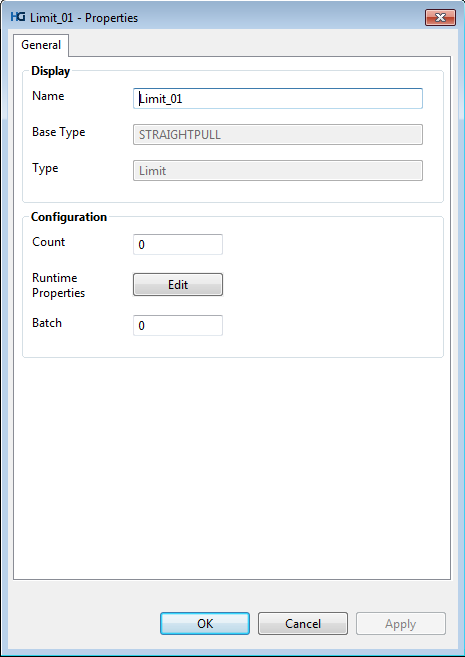 HG Limit_01 - Properties
General
Display
Name Limit_01
Base Type STRAIGHTPULL
Type Limit
Configuration
Count 0
Runtime
Properties Edit
Batch 0
OK Cancel Apply